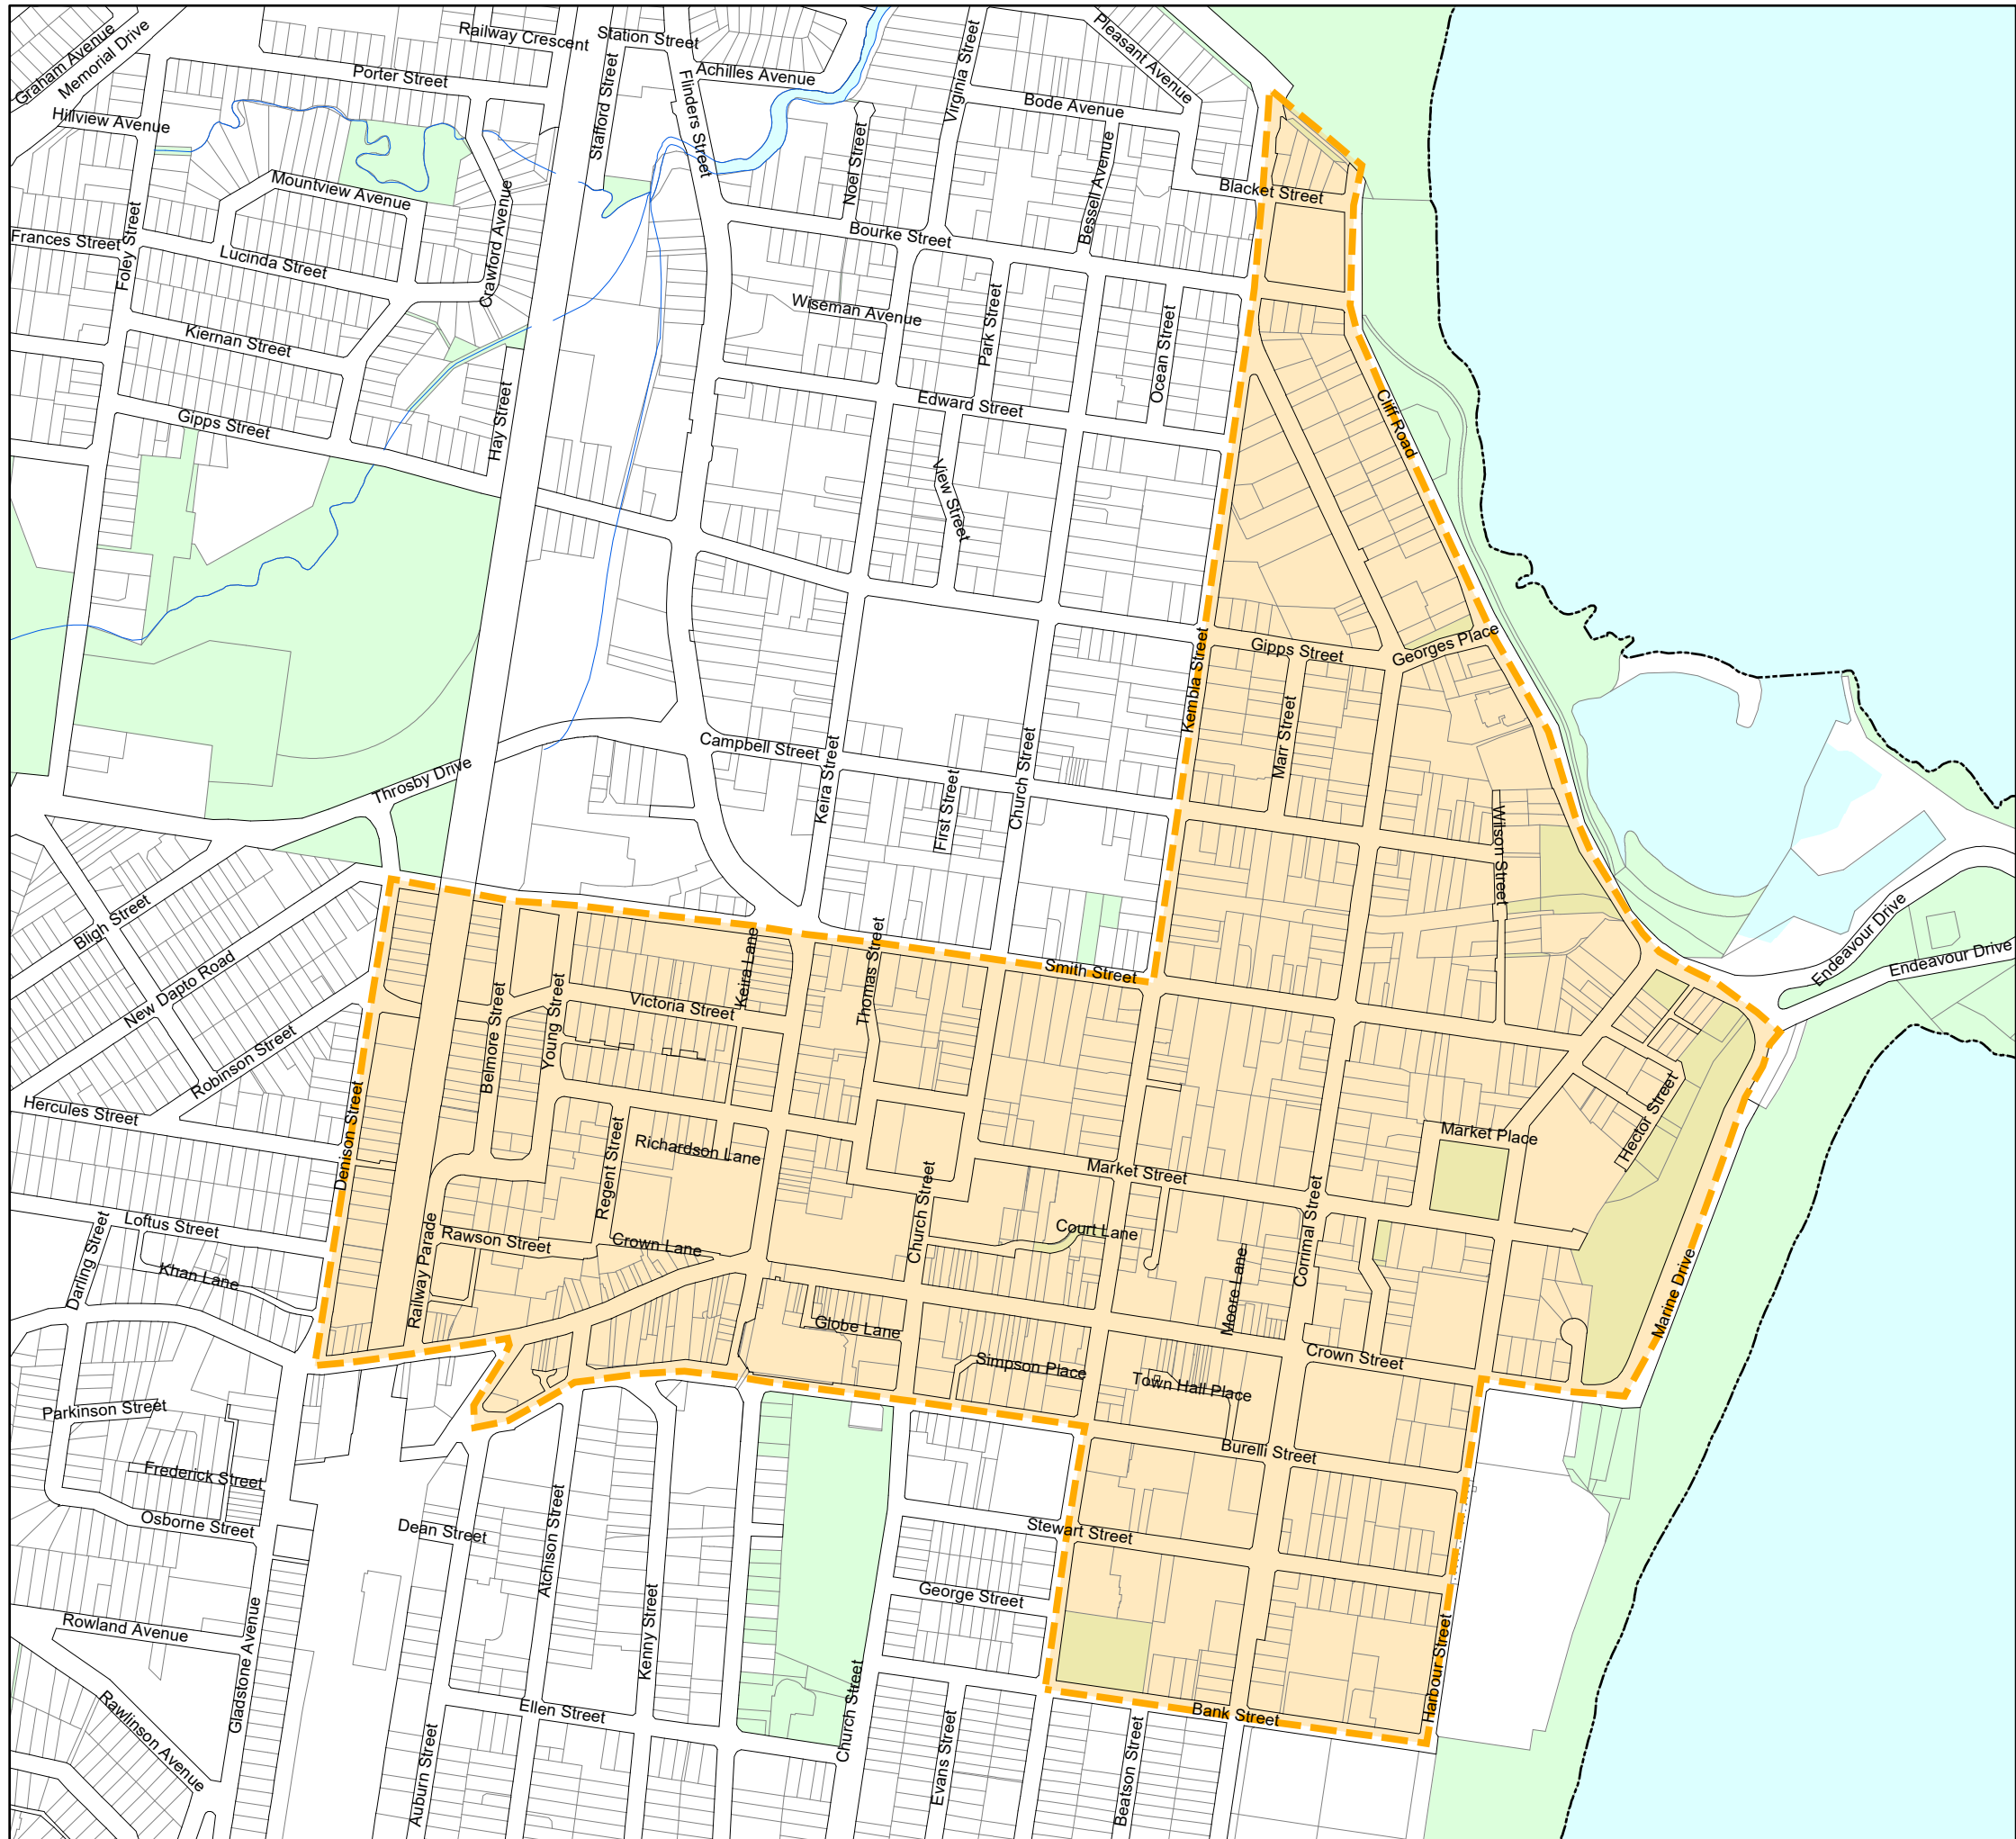 Graham Avenue
Memorial Drive
Railway Crescent
Station Street
Pleasant Avenue
Porter Street
Stafford Street
Flinders Street
Achilles Avenue
Virginia Street
Bode Avenue
Hillview Avenue
Noel Street
Bessell Avenue
Mountview Avenue
Blacket Street
Frances Street
Foley Street
Lucinda Street
Crawford Avenue
Bourke Street
Wiseman Avenue
Park Street
Ocean Street
Kiernan Street
Hay Street
Edward Street
Cliff Road
Gipps Street
View Street
Kembla Street
Gipps Street
Georges Place
Marr Street
Campbell Street
Keira Street
Church Street
Throsby Drive
First Street
Wilson Street
Bligh Street
New Dapto Road
Keira Lane
Thomas Street
Smith Street
Endeavour Drive
Endeavour Drive
Robinson Street
Belmore Street
Young Street
Victoria Street
Hercules Street
Denison Street
Regent Street
Richardson Lane
Market Place
Hector Street
Market Street
Church Street
Loftus Street
Darling Street
Khan Lane
Railway Parade
Rawson Street
Crown Lane
Court Lane
Moore Lane
Corrimal Street
Marine Drive
Globe Lane
Simpson Place
Town Hall Place
Crown Street
Parkinson Street
Burelli Street
Frederick Street
Osborne Street
Dean Street
Atchison Street
Stewart Street
Rowland Avenue
Gladstone Avenue
Kenny Street
George Street
Harbour Street
Rawlinson Avenue
Auburn Street
Ellen Street
Church Street
Evans Street
Beatson Street
Bank Street